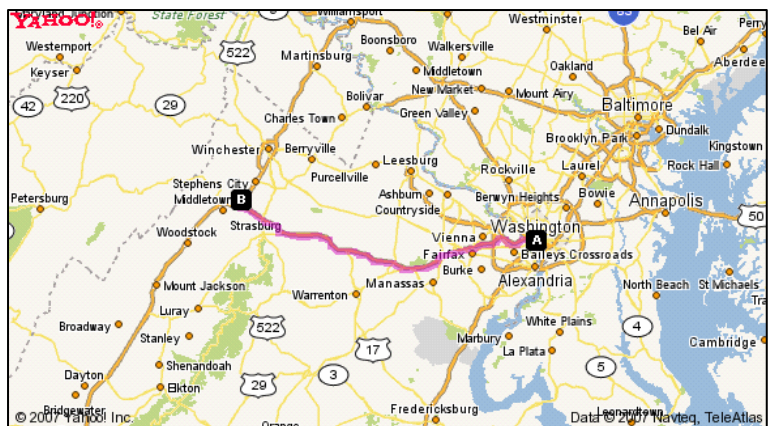 YAHOO!
State Forest
Williamsport
Westminster
83
Bel Air
Perry
Westernport
Keyser
522
Boonsboro
Walkersville
Martinsburg
Middletown
Oakland
Aberdee
42
220
29
Bolivar
New Market
Mount Airy
Baltimore
Charles Town
Green Valley
Brooklyn Park
Dundalk
Winchester
Berryville
Leesburg
Rockville
Laurel
Kingstown
Rock Hall
Stephens City
Purcellville
Petersburg
Middletown
B
Ashburn
Berwyn Heights
Bowie
Annapolis
Countryside
50
Strasburg
Vienna
Washington
A
Woodstock
Fairfax
Baileys Crossroads
Burke
Alexandria
Mount Jackson
Warrenton
Manassas
North Beach
St Michaels
Luray
Broadway
522
Stanley
Marbury
White Plains
4
Cambridge
17
La Plata
Shenandoah
5
Dayton
Elkton
29
3
Bridgewater
Fredericksburg
Leonardtown
Orange
© 2007 Yahoo! Inc.
Data © 2007 Navteq, TeleAtlas